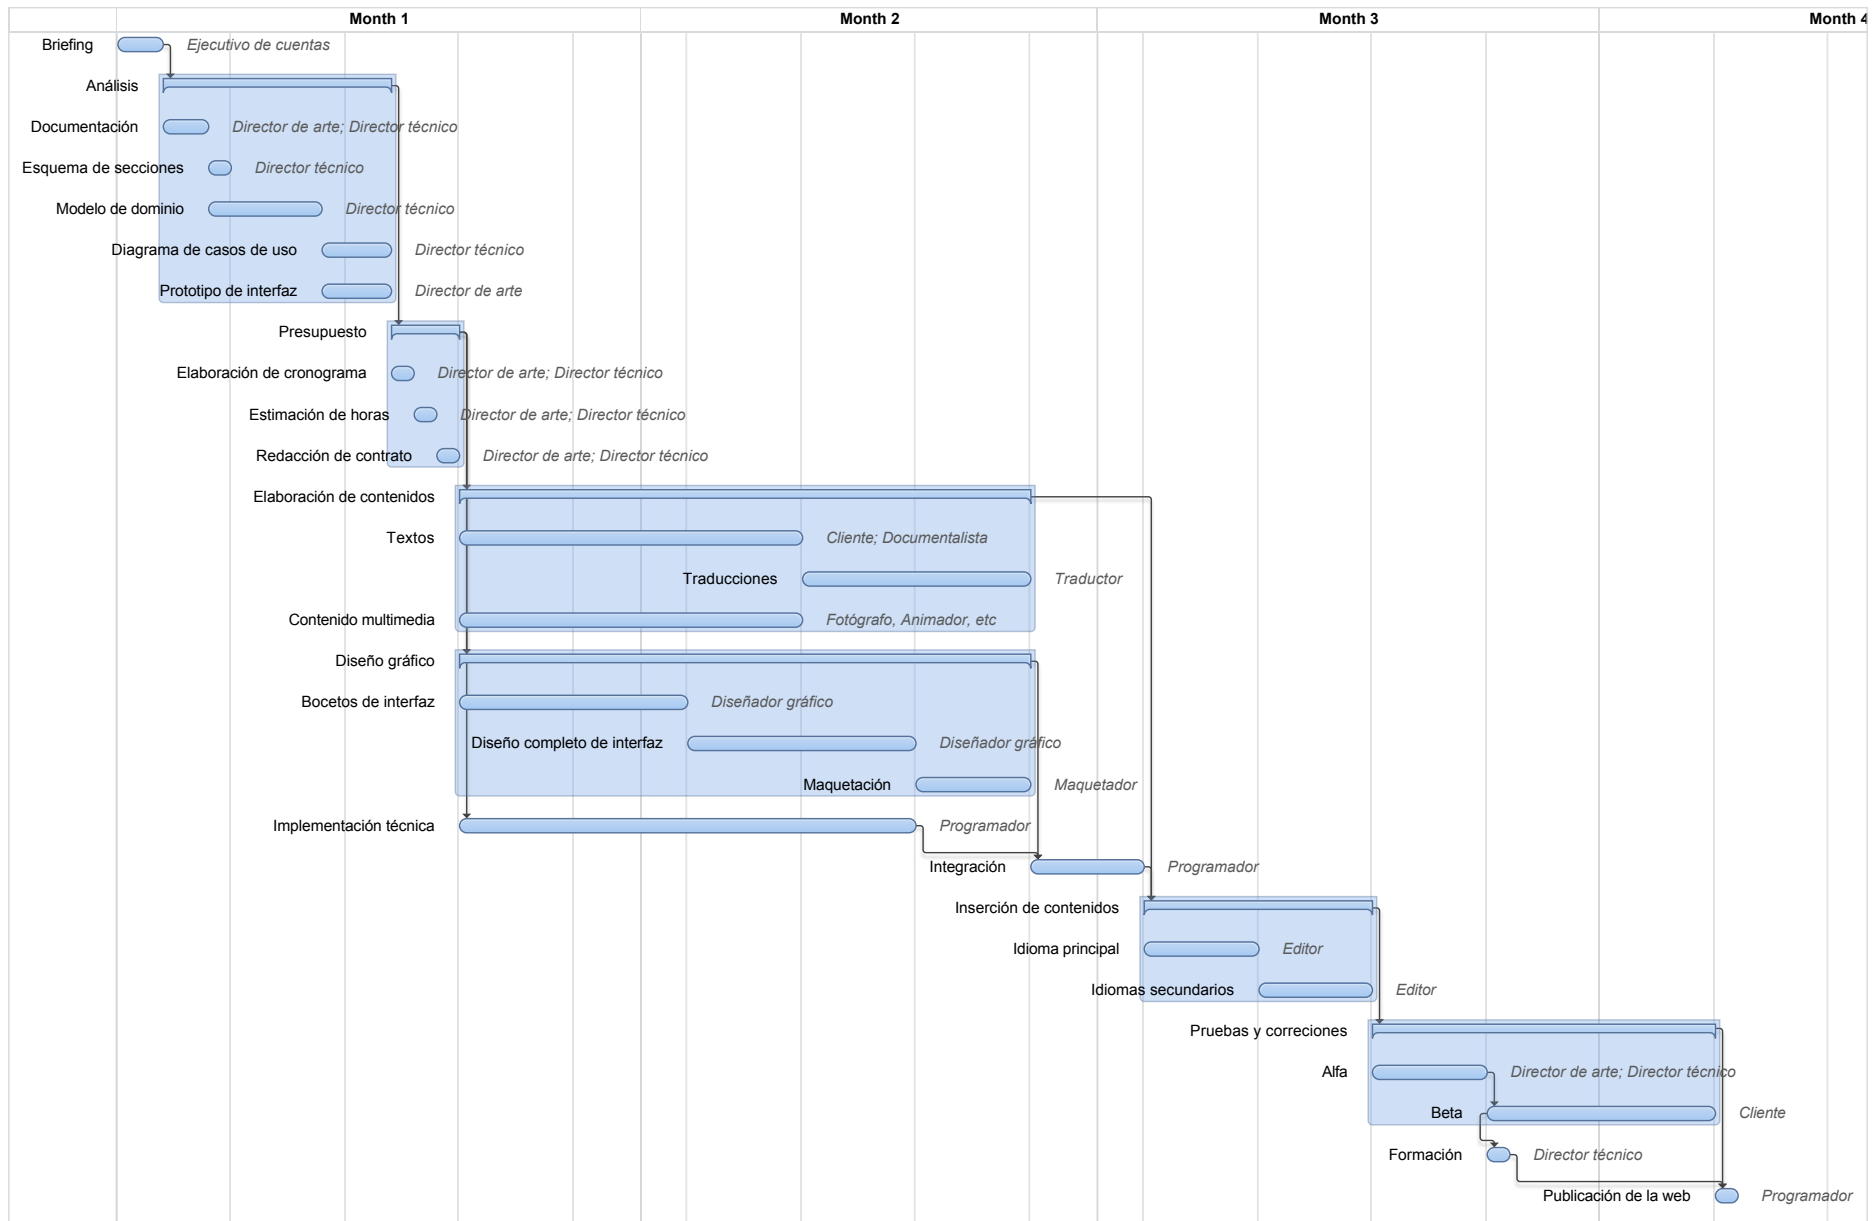 Month 1 Month 2 Month 3 Month 4
Briefing Ejecutivo de cuentas
Análisis
Documentación Director de arte; Director técnico
Esquema de secciones Director técnico
Modelo de dominio Director técnico
Diagrama de casos de uso Director técnico
Prototipo de interfaz Director de arte
Presupuesto
Elaboración de cronograma Director de arte; Director técnico
Estimación de horas Director de arte; Director técnico
Redacción de contrato Director de arte; Director técnico
Elaboración de contenidos
Textos Cliente; Documentalista
Traducciones Traductor
Contenido multimedia Fotógrafo, Animador, etc
Diseño gráfico
Bocetos de interfaz Diseñador gráfico
Diseño completo de interfaz Diseñador gráfico
Maquetación Maquetador
Implementación técnica Programador
Integración Programador
Inserción de contenidos
Idioma principal Editor
Idiomas secundarios Editor
Pruebas y correciones
Alfa Director de arte; Director técnico
Beta Cliente
Formación Director técnico
Publicación de la web Programador